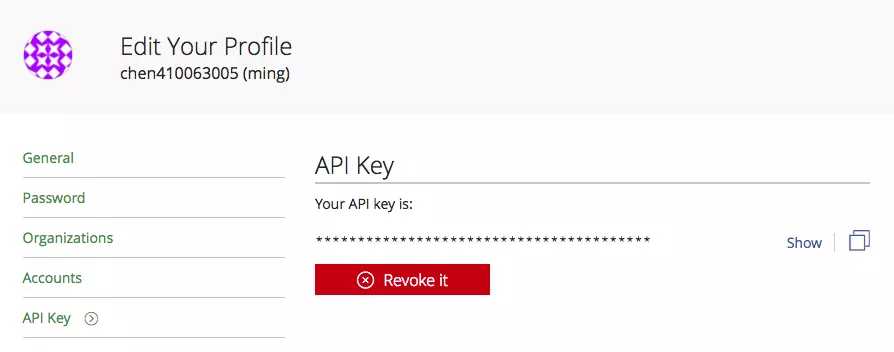 Edit Your Profile
chen410063005 (ming)
General
Password
Organizations
Accounts
API Key
API Key
Your API key is:
****************************************
Show
Revoke it